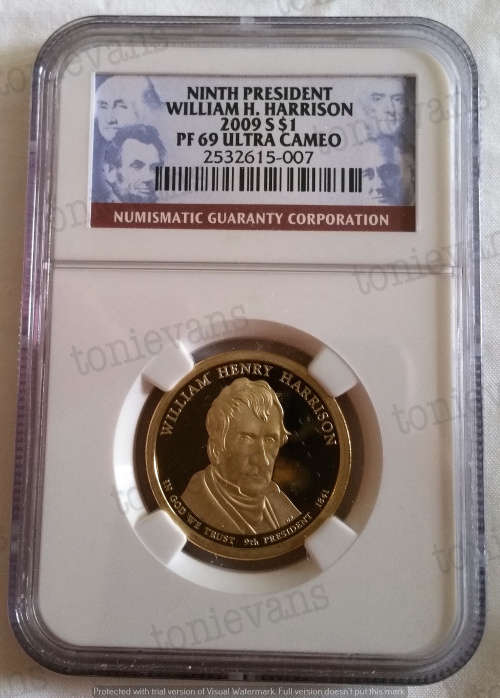 NINTH PRESIDENT
WILLIAM H. HARRISON
2009 S $1
PF 69 ULTRA CAMEO
2532615-007
NUMISMATIC GUARANTY CORPORATION
WILLIAM HENRY HARRISON
IN GOD WE TRUST 9th PRESIDENT 1841
tonievans
tonievans
tonievans
tonievans
Protected with trial version of Visual Watermark. Full version doesn't put this mark.